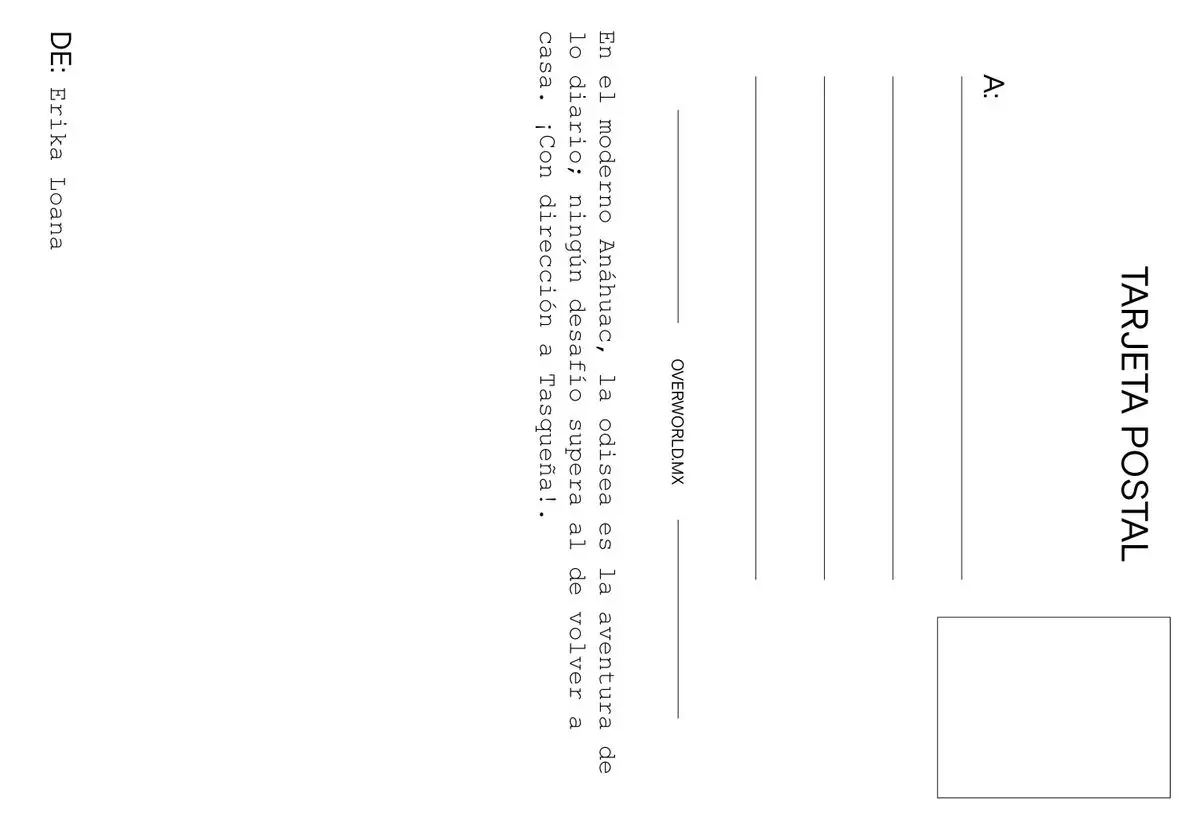 TARJETA POSTAL
A:
OVERWORLD.MX
En el moderno Anáhuac, la odisea es la aventura de
lo diario; ningún desafío supera al de volver a
casa. ¡Con dirección a Tasqueña!.
DE: Erika Loana